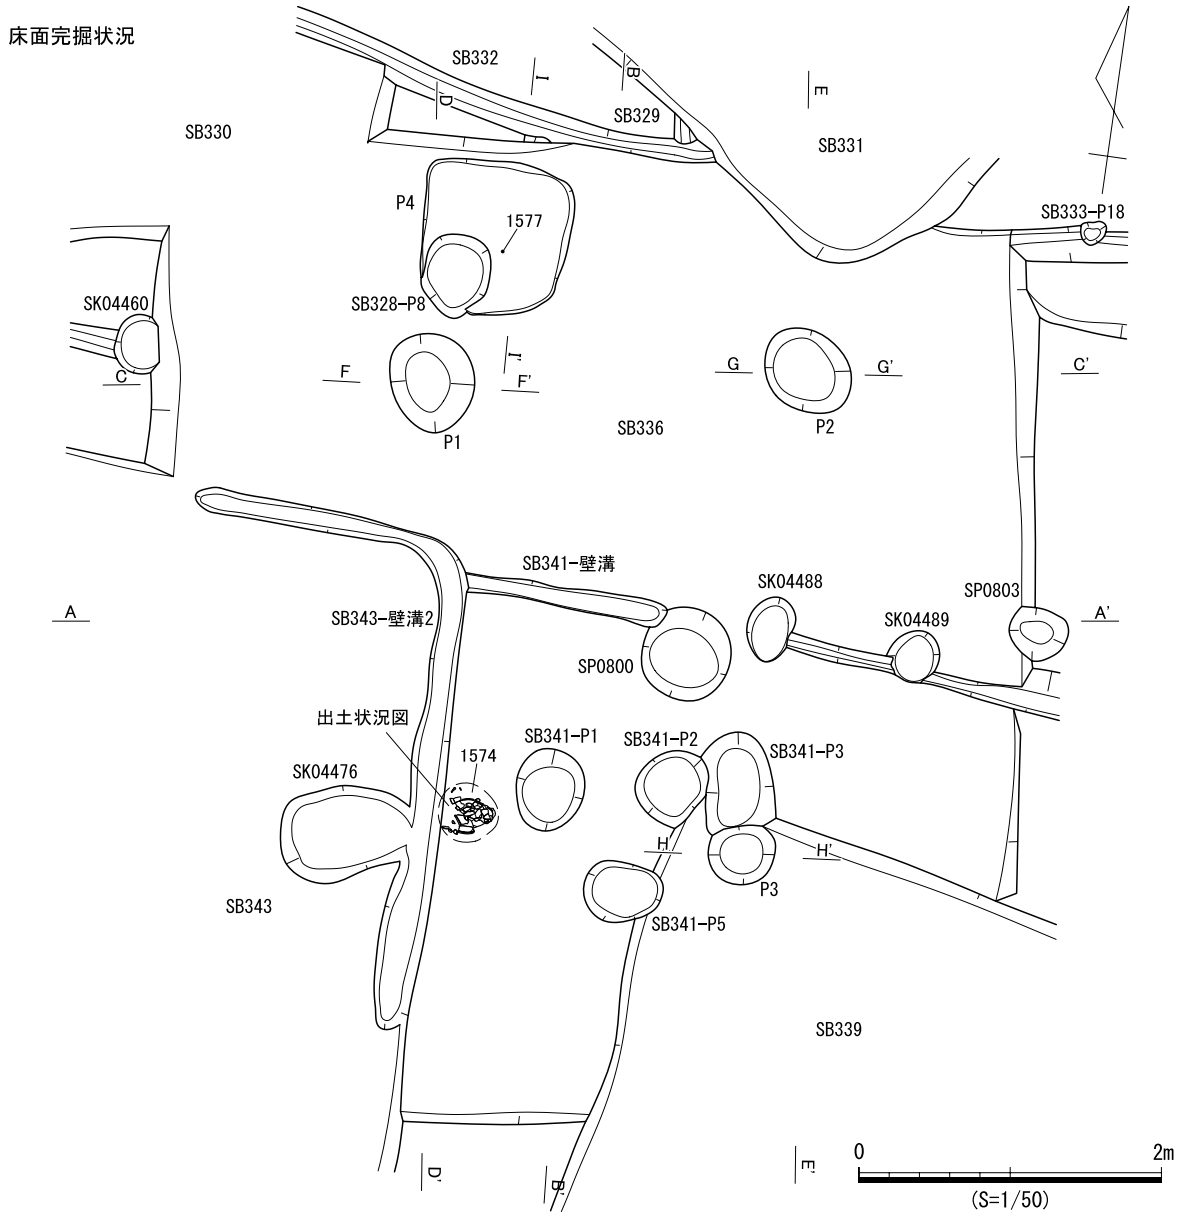 床面完掘状況
SB332
I
B
D
E
SB329
SB330
SB331
P4
1577
SB333-P18
SK04460
SB328-P8
I'
C
F
F'
G
G'
C'
P1
SB336
P2
SB341-壁溝
SK04488
SP0803
A
SB343-壁溝2
SK04489
A'
SP0800
出土状況図
SB341-P1
SB341-P2
SB341-P3
1574
SK04476
H
H'
P3
SB343
SB341-P5
SB339
D'
B'
E'
0
2m
(S=1/50)